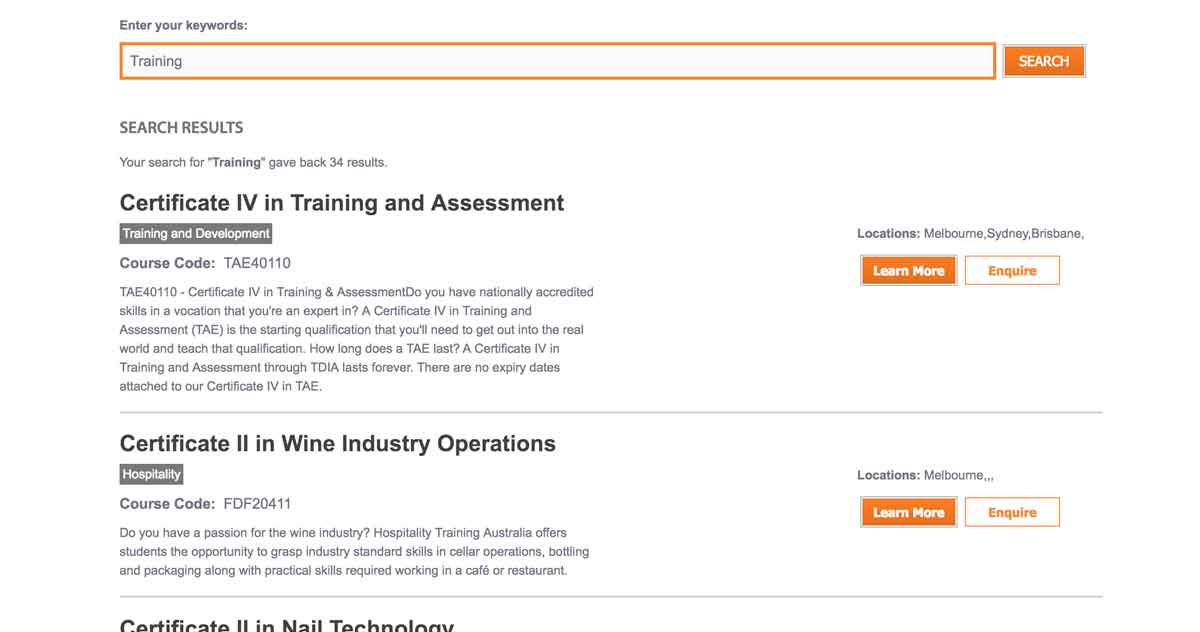 Enter your keywords:
Training
SEARCH
SEARCH RESULTS
Your search for "Training" gave back 34 results.
Certificate IV in Training and Assessment
Training and Development
Locations: Melbourne,Sydney,Brisbane,
Course Code: TAE40110
Learn More
Enquire
TAE40110 - Certificate IV in Training & AssessmentDo you have nationally accredited
skills in a vocation that you're an expert in? A Certificate IV in Training and
Assessment (TAE) is the starting qualification that you'll need to get out into the real
world and teach that qualification. How long does a TAE last? A Certificate IV in
Training and Assessment through TDIA lasts forever. There are no expiry dates
attached to our Certificate IV in TAE.
Certificate II in Wine Industry Operations
Hospitality
Locations: Melbourne,,,
Course Code: FDF20411
Learn More
Enquire
Do you have a passion for the wine industry? Hospitality Training Australia offers
students the opportunity to grasp industry standard skills in cellar operations, bottling
and packaging along with practical skills required working in a café or restaurant.
Certificate II in Nail Technology